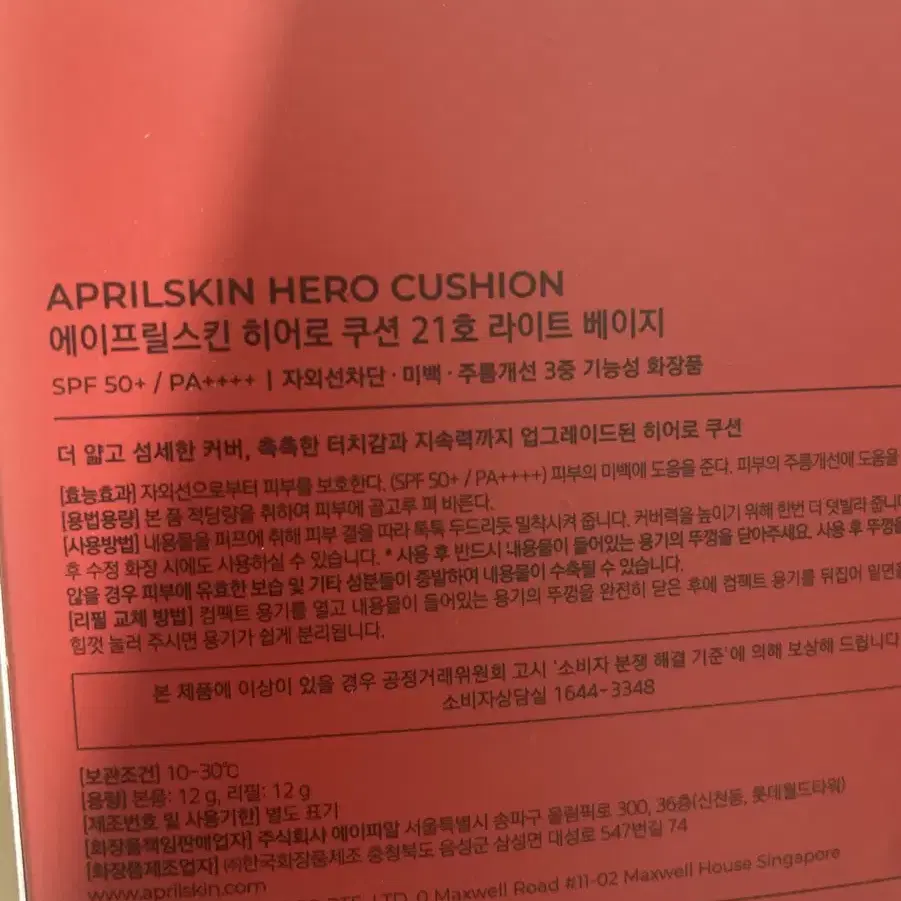 APRILSKIN HERO CUSHION
에이프릴스킨 히어로 쿠션 21호 라이트 베이지
SPF 50+ / PA++++ | 자외선차단 · 미백 · 주름개선 3중 기능성 화장품
더 얇고 섬세한 커버, 촉촉한 터치감과 지속력까지 업그레이드된 히어로 쿠션
[효능효과] 자외선으로부터 피부를 보호한다. (SPF 50+ / PA++++) 피부의 미백에 도움을 준다. 피부의 주름개선에 도움을
[용법용량] 본 품 적당량을 취하여 피부에 골고루 펴 바른다.
[사용방법] 내용물을 퍼프에 취해 피부 결을 따라 톡톡 두드리듯 밀착시켜 줍니다. 커버력을 높이기 위해 한번 더 덧발라 줍니다
후 수정 화장 시에도 사용하실 수 있습니다. * 사용 후 반드시 내용물이 들어있는 용기의 뚜껑을 닫아주세요. 사용 후 뚜껑을
않을 경우 피부에 유효한 보습 및 기타 성분들이 증발하여 내용물이 수축될 수 있습니다.
[리필 교체 방법] 컴팩트 용기를 열고 내용물이 들어있는 용기의 뚜껑을 완전히 닫은 후에 컴팩트 용기를 뒤집어 밑면을
힘껏 눌러 주시면 용기가 쉽게 분리됩니다.
본 제품에 이상이 있을 경우 공정거래위원회 고시 '소비자 분쟁 해결 기준'에 의해 보상해 드립니다
소비자상담실 1644-3348
[보관조건] 10-30℃
[용량] 본품: 12 g, 리필: 12 g
[제조번호 및 사용기한] 별도 표기
[화장품책임판매업자] 주식회사 에이피알 서울특별시 송파구 올림픽로 300, 36층(신천동, 롯데월드타워)
[화장품제조업자] ㈜한국화장품제조 충청북도 음성군 삼성면 대성로 547번길 74
www.aprilskin.com
PTE. LTD. 0 Maxwell Road #11-02 Maxwell House Singapore